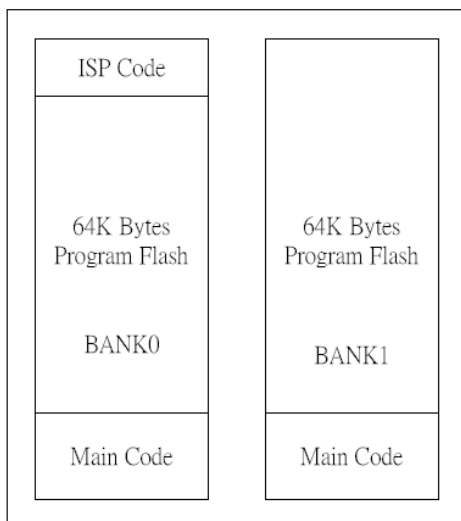 ISP Code
64K Bytes
Program Flash
BANK0
Main Code
64K Bytes
Program Flash
BANK1
Main Code